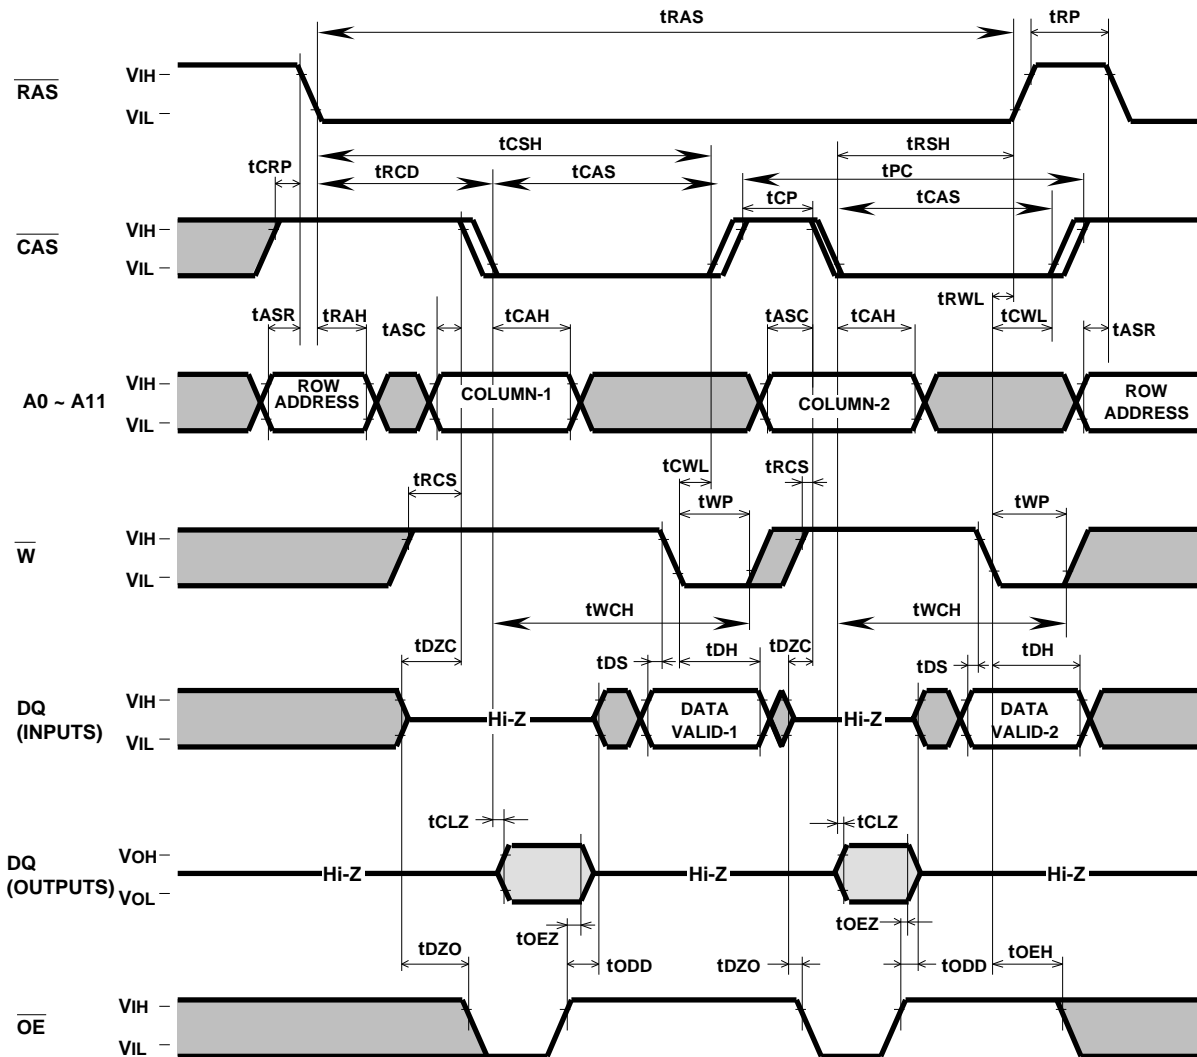 tRAS
tRP
RAS
VIH
VIL
tCSH
tRSH
tCRP
tRCD
tCAS
tPC
tCP
tCAS
CAS
VIH
VIL
tRWL
tASR
tRAH
tASC
tCAH
tASC
tCAH
tCWL
tASR
A0 ~ A11
VIH
VIL
ROW
ADDRESS
COLUMN-1
COLUMN-2
ROW
ADDRESS
tCWL
tRCS
tRCS
tWP
tWP
W
VIH
VIL
tWCH
tWCH
tDZC
tDS
tDH
tDZC
tDS
tDH
DQ
(INPUTS)
VIH
VIL
Hi-Z
DATA
VALID-1
Hi-Z
DATA
VALID-2
tCLZ
tCLZ
DQ
(OUTPUTS)
VOH
VOL
Hi-Z
Hi-Z
Hi-Z
tOEZ
tOEZ
tDZO
tODD
tDZO
tODD
tOEH
OE
VIH
VIL